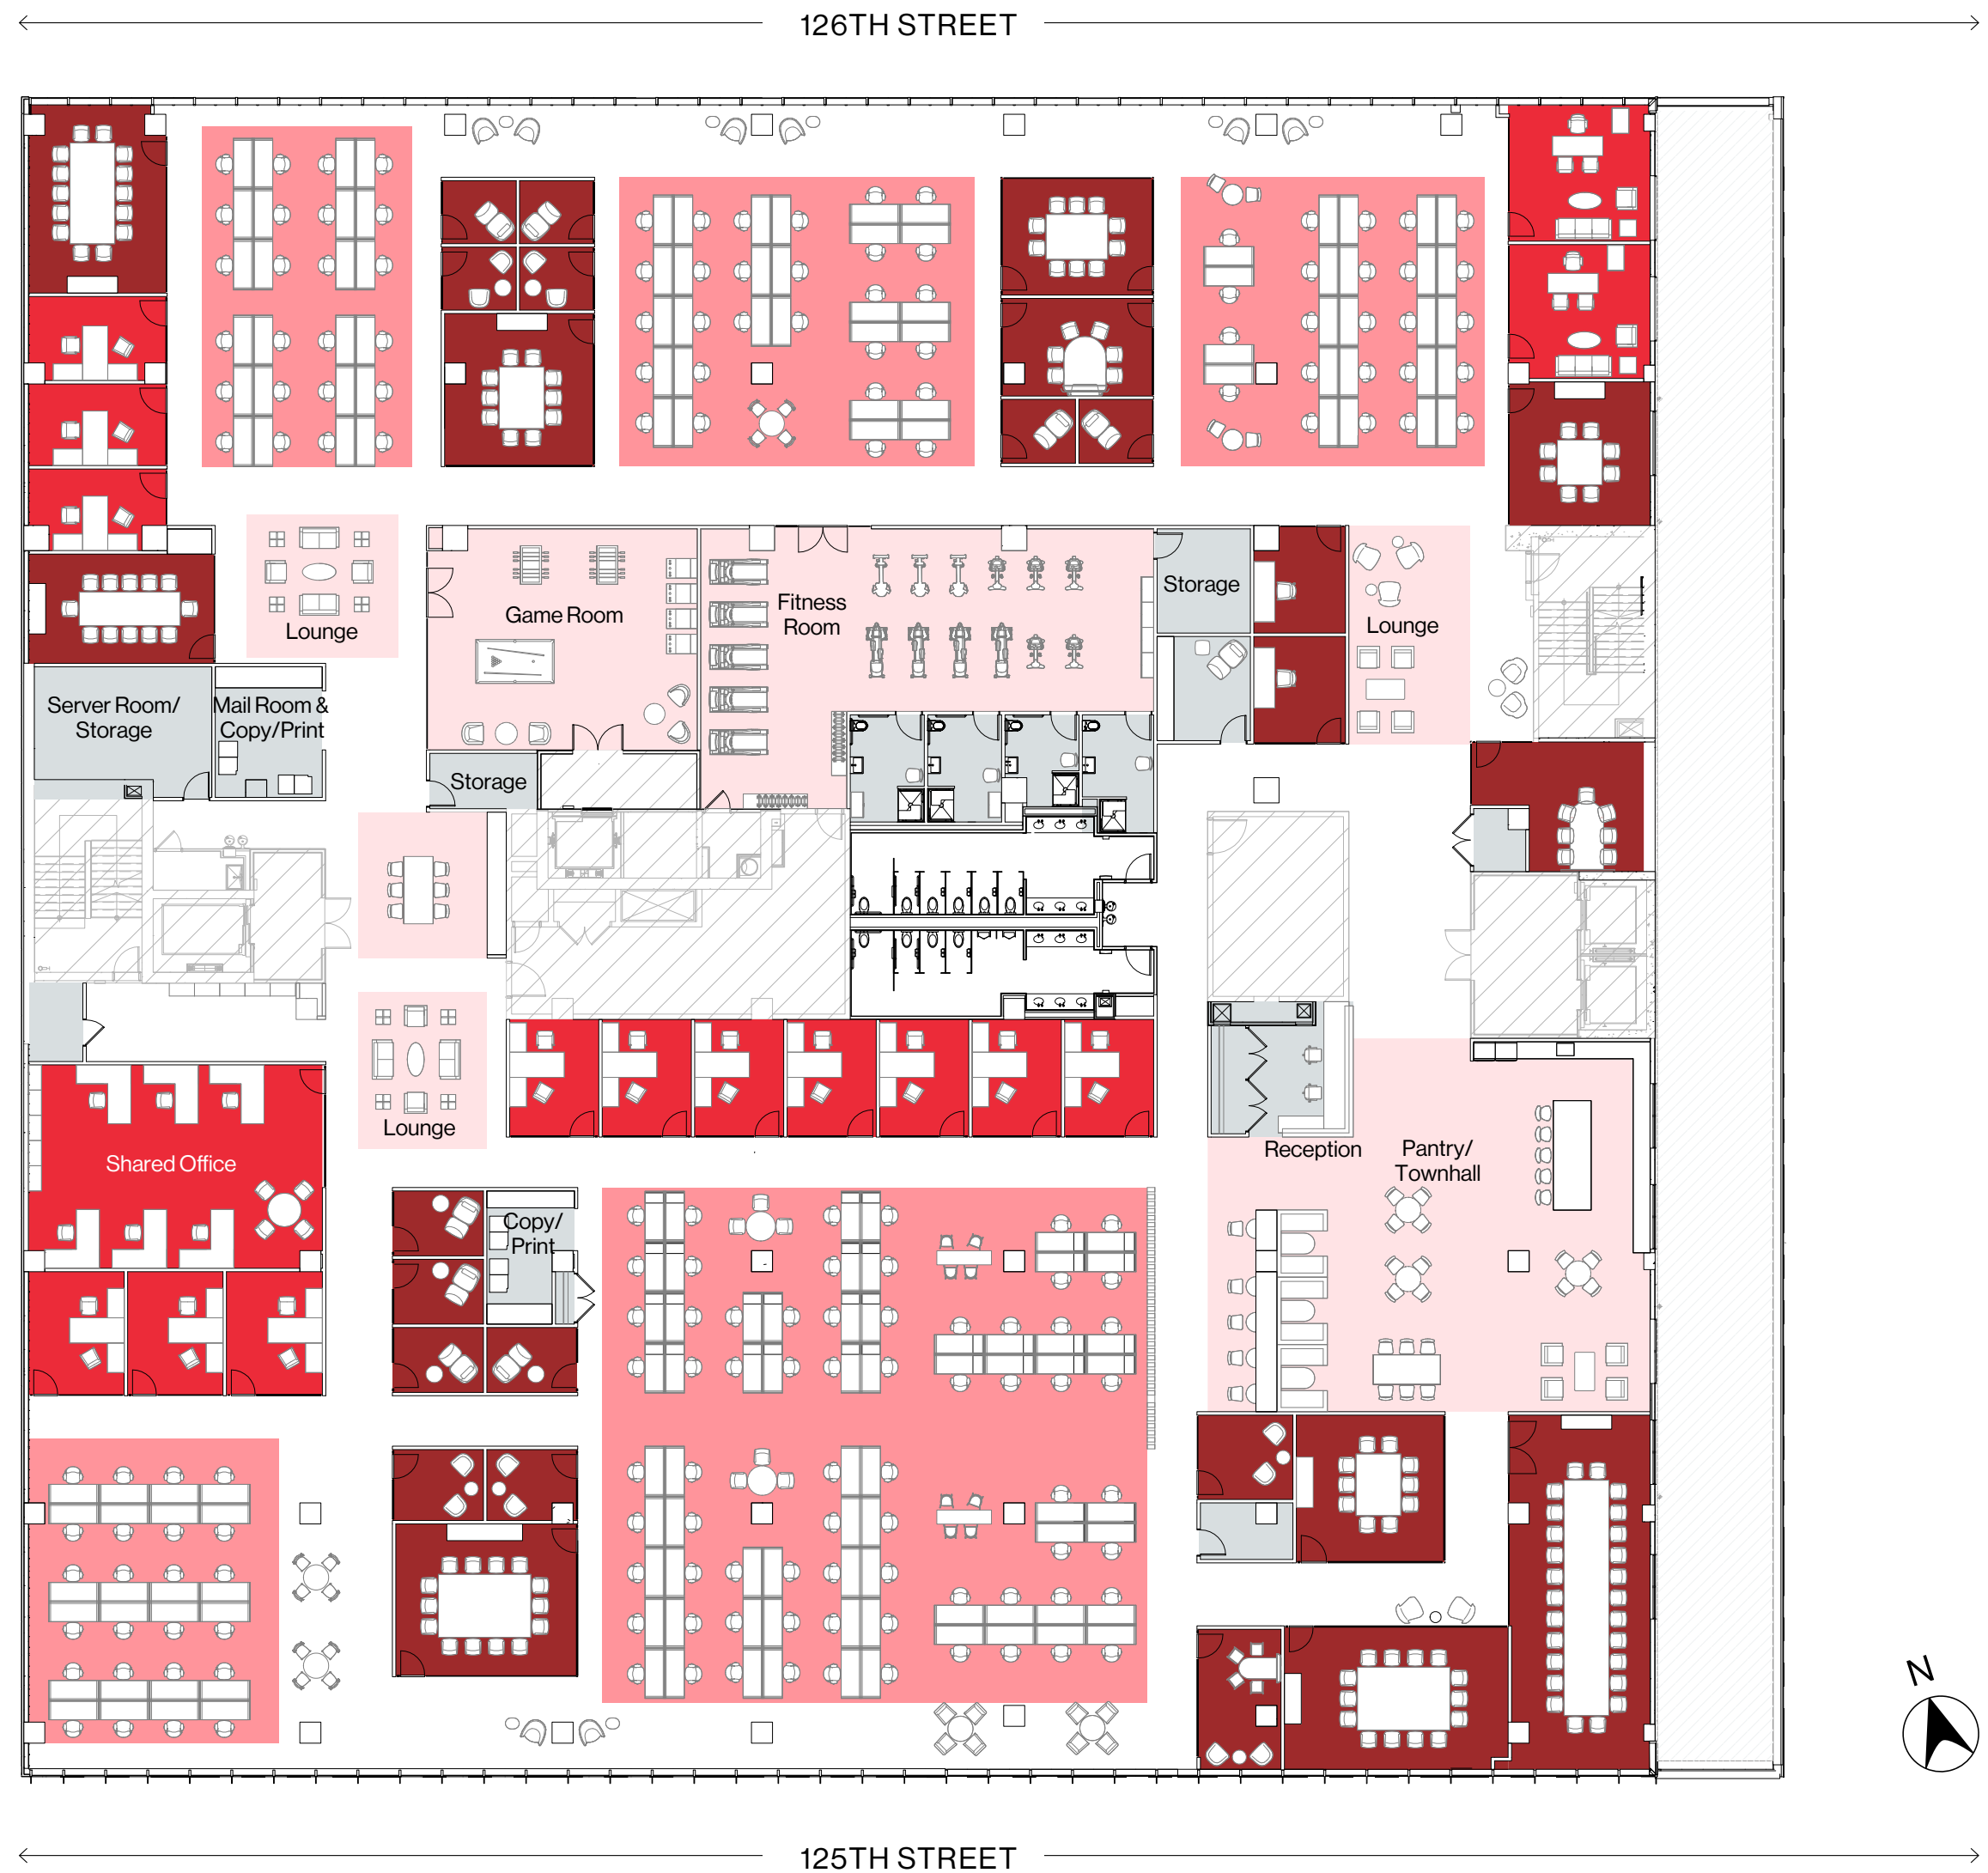 126TH STREET
Storage
Game Room
Fitness
Room
Lounge
Lounge
Server Room/
Storage
Mail Room &
Copy/Print
Storage
Lounge
Reception
Pantry/
Townhall
Shared Office
Copy/
Print
N
125TH STREET